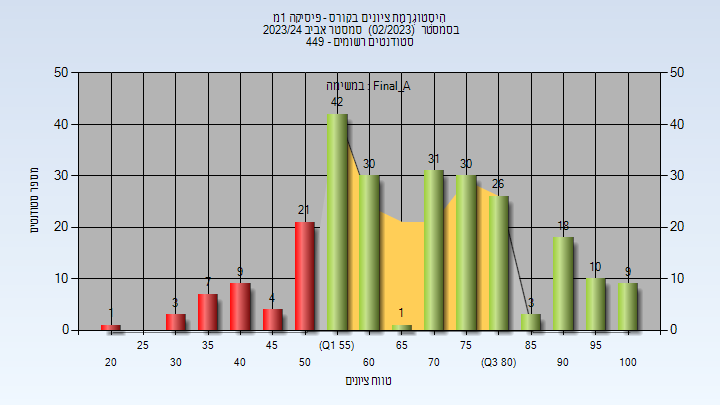 היסטוגרמת ציונים בקורס - פיסיקה 1מ
בסמסטר (02/2023) סמסטר אביב 2023/24
סטודנטים רשומים - 449
במשימה : Final_A
מספר סטודנטים
50 50
40 40
30 30
20 20
10 10
0 0
1 3 7 9 4 21 42 30 1 31 30 26 3 18 10 9
25 35 45 (Q1 55) 65 75 85 95
20 30 40 50 60 70 (Q3 80) 90 100
טווח ציונים